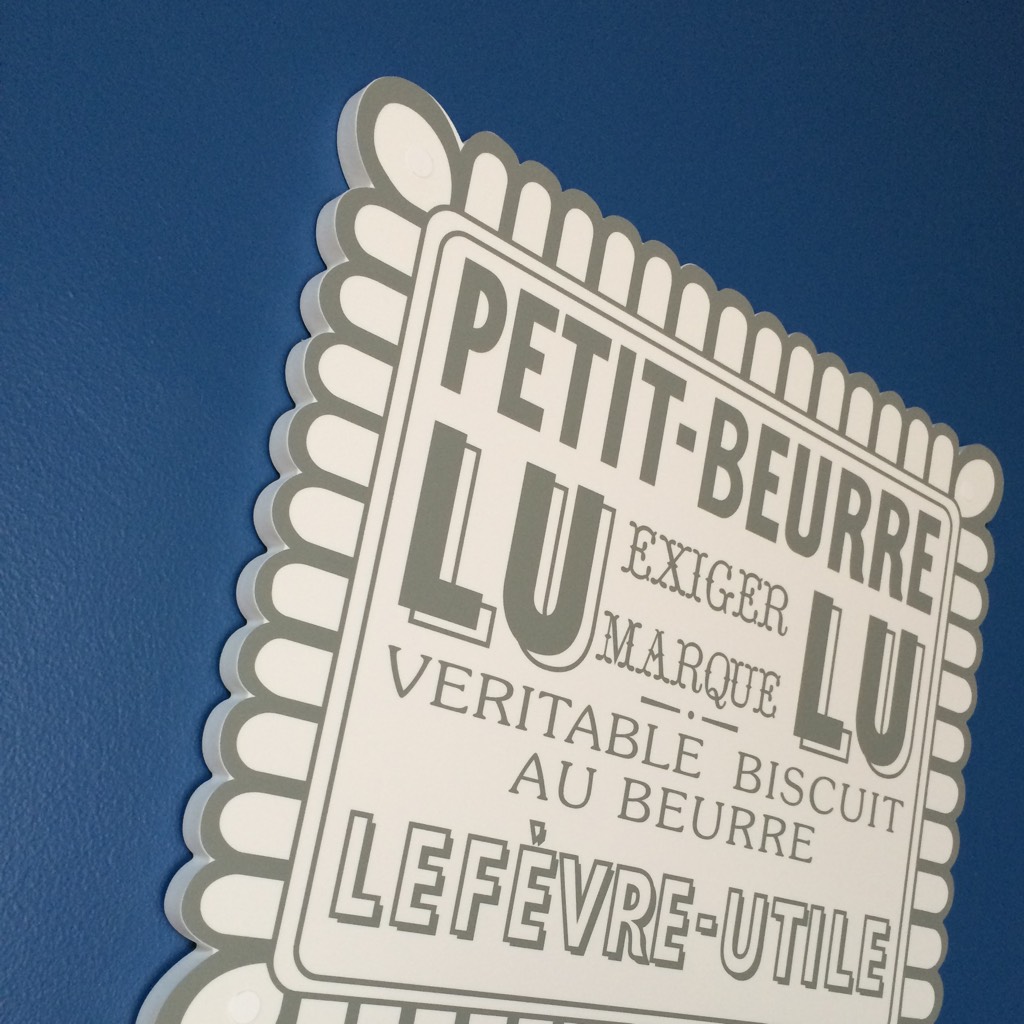 PETIT-BEURRE
LU EXIGER MARQUE LU
VERITABLE BISCUIT
AU BEURRE
LEFÈVRE-UTILE